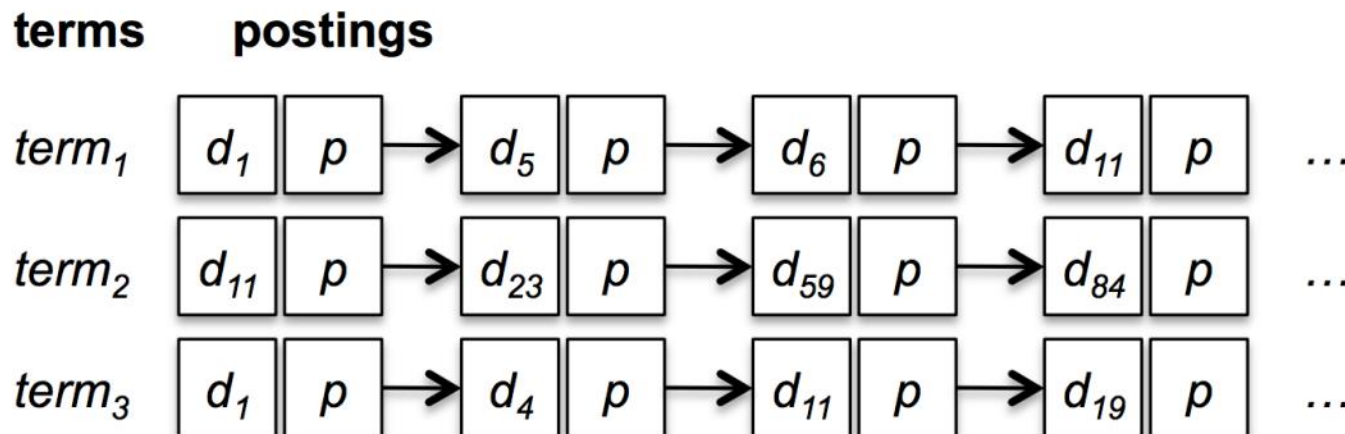 terms postings
term₁ d₁ p d₅ p d₆ p d₁₁ p ...
term₂ d₁₁ p d₂₃ p d₅₉ p d₈₄ p ...
term₃ d₁ p d₄ p d₁₁ p d₁₉ p ...